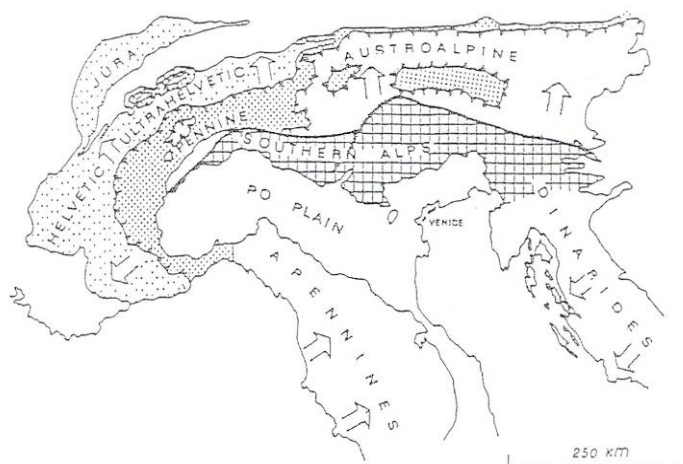 JURA
AUSTROALPINE
HELVETIC/ULTRAHELVETIC
PENNINE
SOUTHERN ALPS
PO PLAIN
VENICE
APENNINES
DINARIDES
250 KM